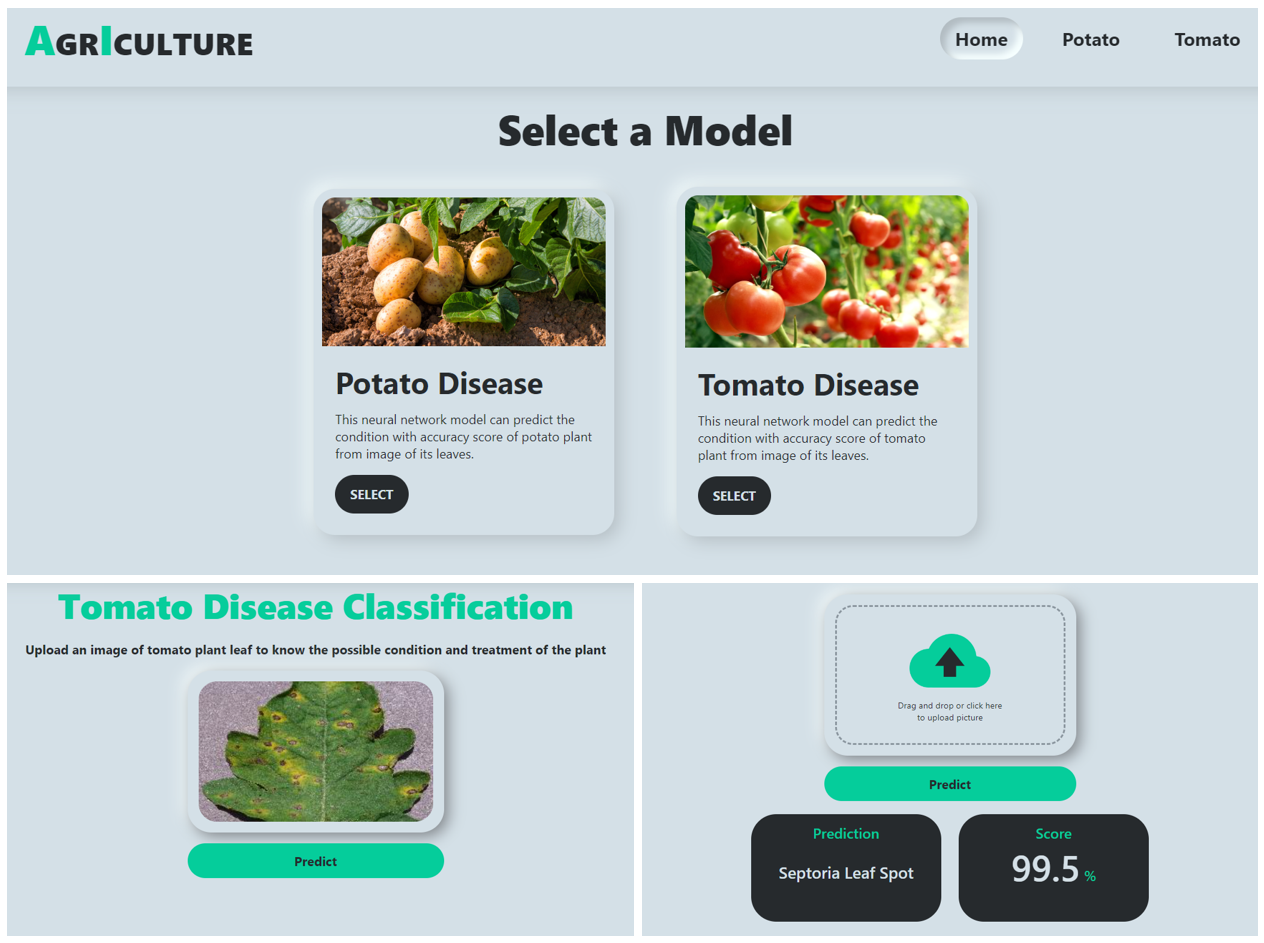 AGRICULTURE
Home
Potato
Tomato
Select a Model
Potato Disease
This neural network model can predict the
condition with accuracy score of potato plant
from image of its leaves.
SELECT
Tomato Disease
This neural network model can predict the
condition with accuracy score of tomato
plant from image of its leaves.
SELECT
Tomato Disease Classification
Upload an image of tomato plant leaf to know the possible condition and treatment of the plant
Predict
Drag and drop or click here
to upload picture
Predict
Prediction
Septoria Leaf Spot
Score
99.5 %